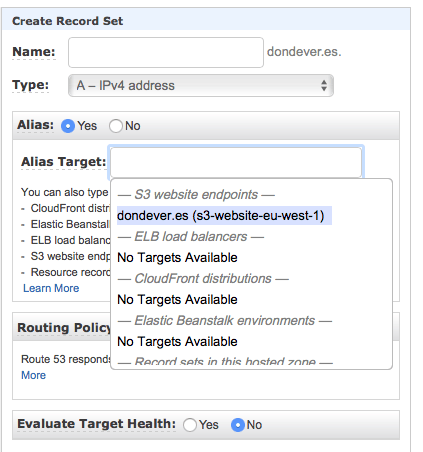 Create Record Set
Name: dondever.es.
Type: A – IPv4 address
Alias: Yes No
Alias Target:
You can also type
- CloudFront distr
- Elastic Beanstalk
- ELB load balanc
- S3 website endp
- Resource record
Learn More
— S3 website endpoints —
dondever.es (s3-website-eu-west-1)
— ELB load balancers —
No Targets Available
— CloudFront distributions —
No Targets Available
— Elastic Beanstalk environments —
No Targets Available
— Record sets in this hosted zone —
Routing Policy
Route 53 responds
More
Evaluate Target Health: Yes No